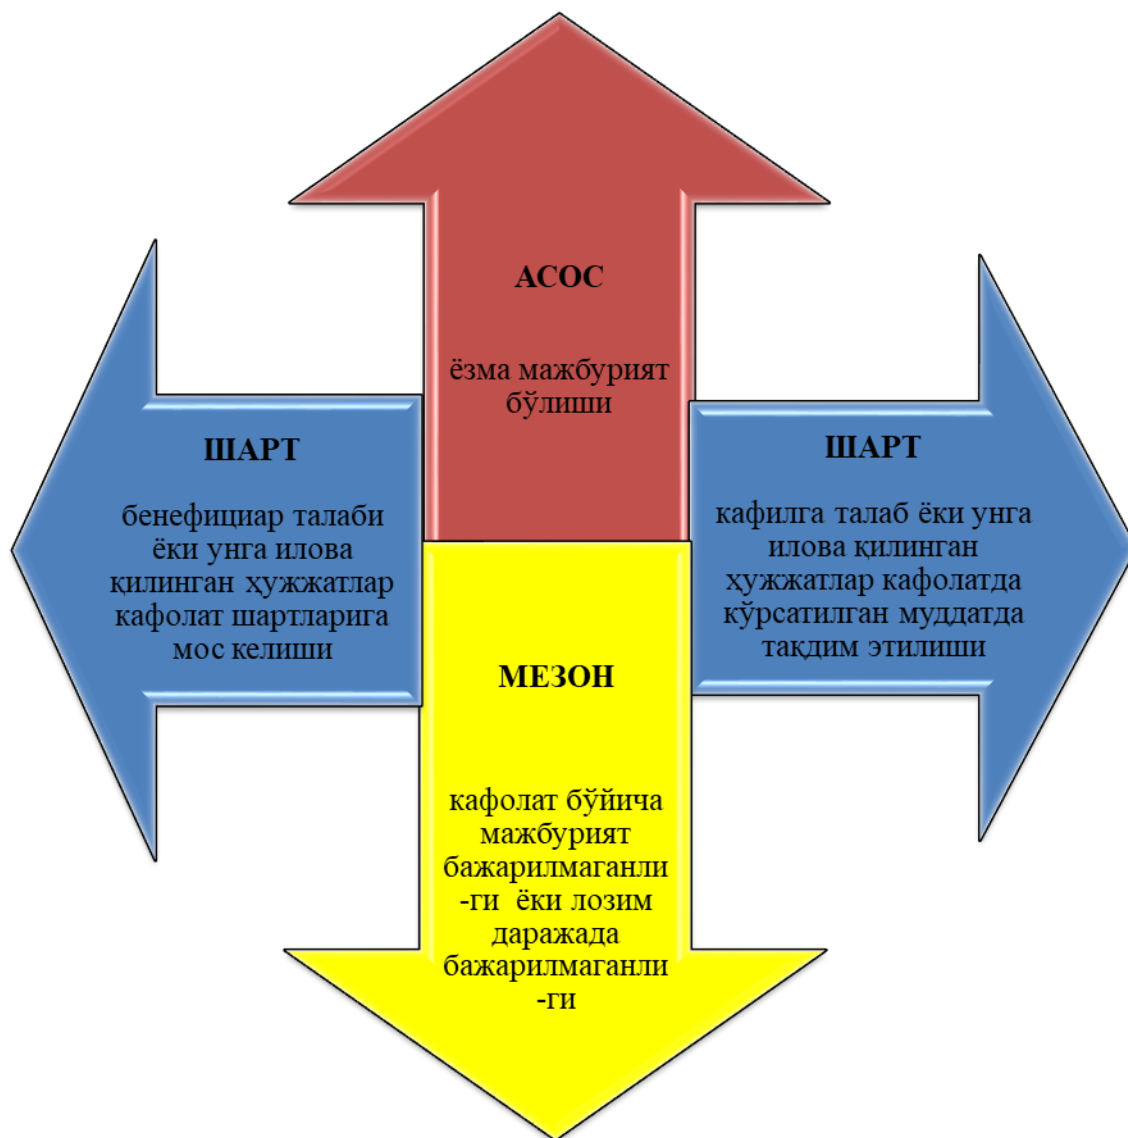 АСОС
ёзма мажбурият
бўлиши
ШАРТ
бенефициар талаби
ёки унга илова
қилинган ҳужжатлар
кафолат шартларига
мос келиши
ШАРТ
кафилга талаб ёки унга
илова қилинган
ҳужжатлар кафолатда
кўрсатилган муддатда
тақдим этилиши
МЕЗОН
кафолат бўйича
мажбурият
бажарилмаганли
-ги ёки лозим
даражада
бажарилмаганли
-ги